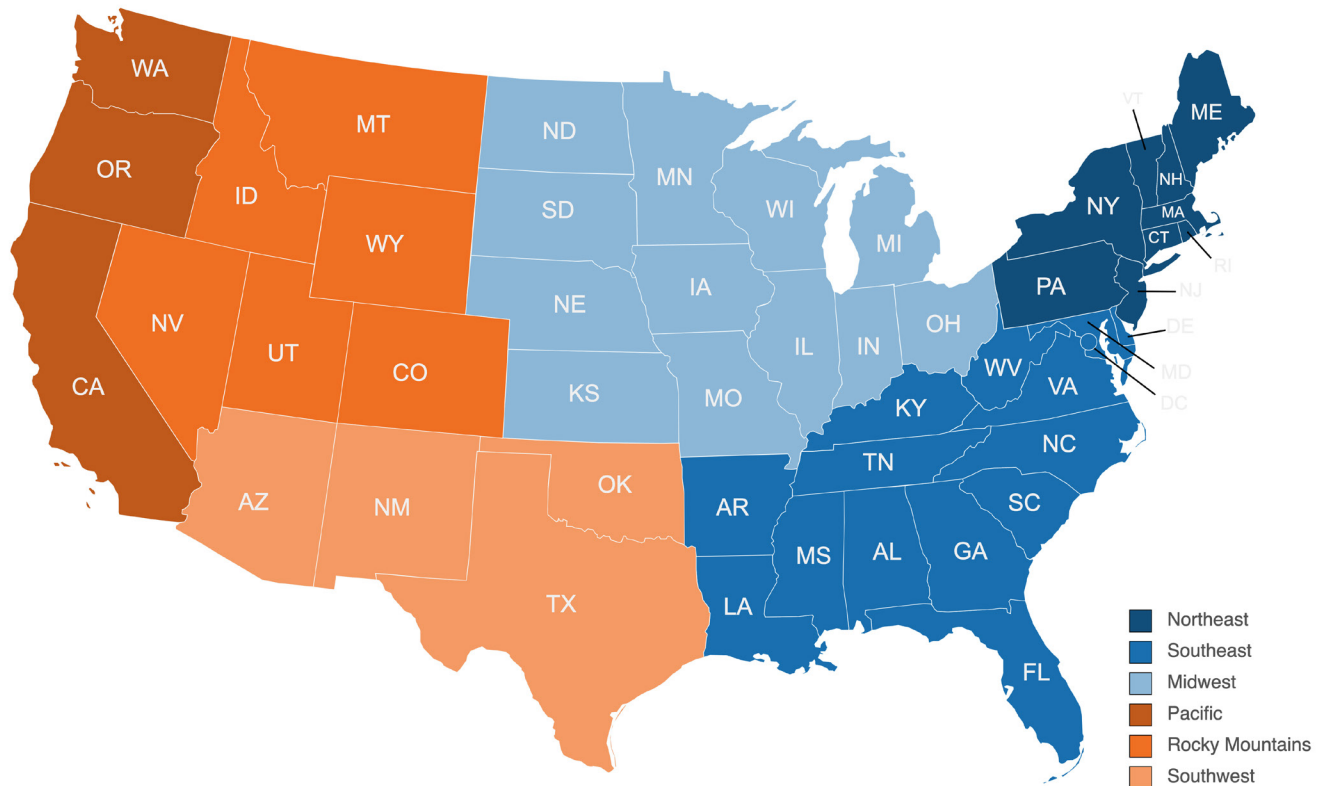 WA
MT
ND
VT
ME
OR
ID
MN
SD
WI
NH
NY
MA
WY
MI
CT
RI
IA
PA
NJ
NE
NV
OH
DE
UT
IL
IN
CO
WV
MD
CA
KS
MO
VA
DC
KY
NC
TN
OK
AZ
NM
AR
SC
MS
AL
GA
TX
LA
FL
Northeast
Southeast
Midwest
Pacific
Rocky Mountains
Southwest